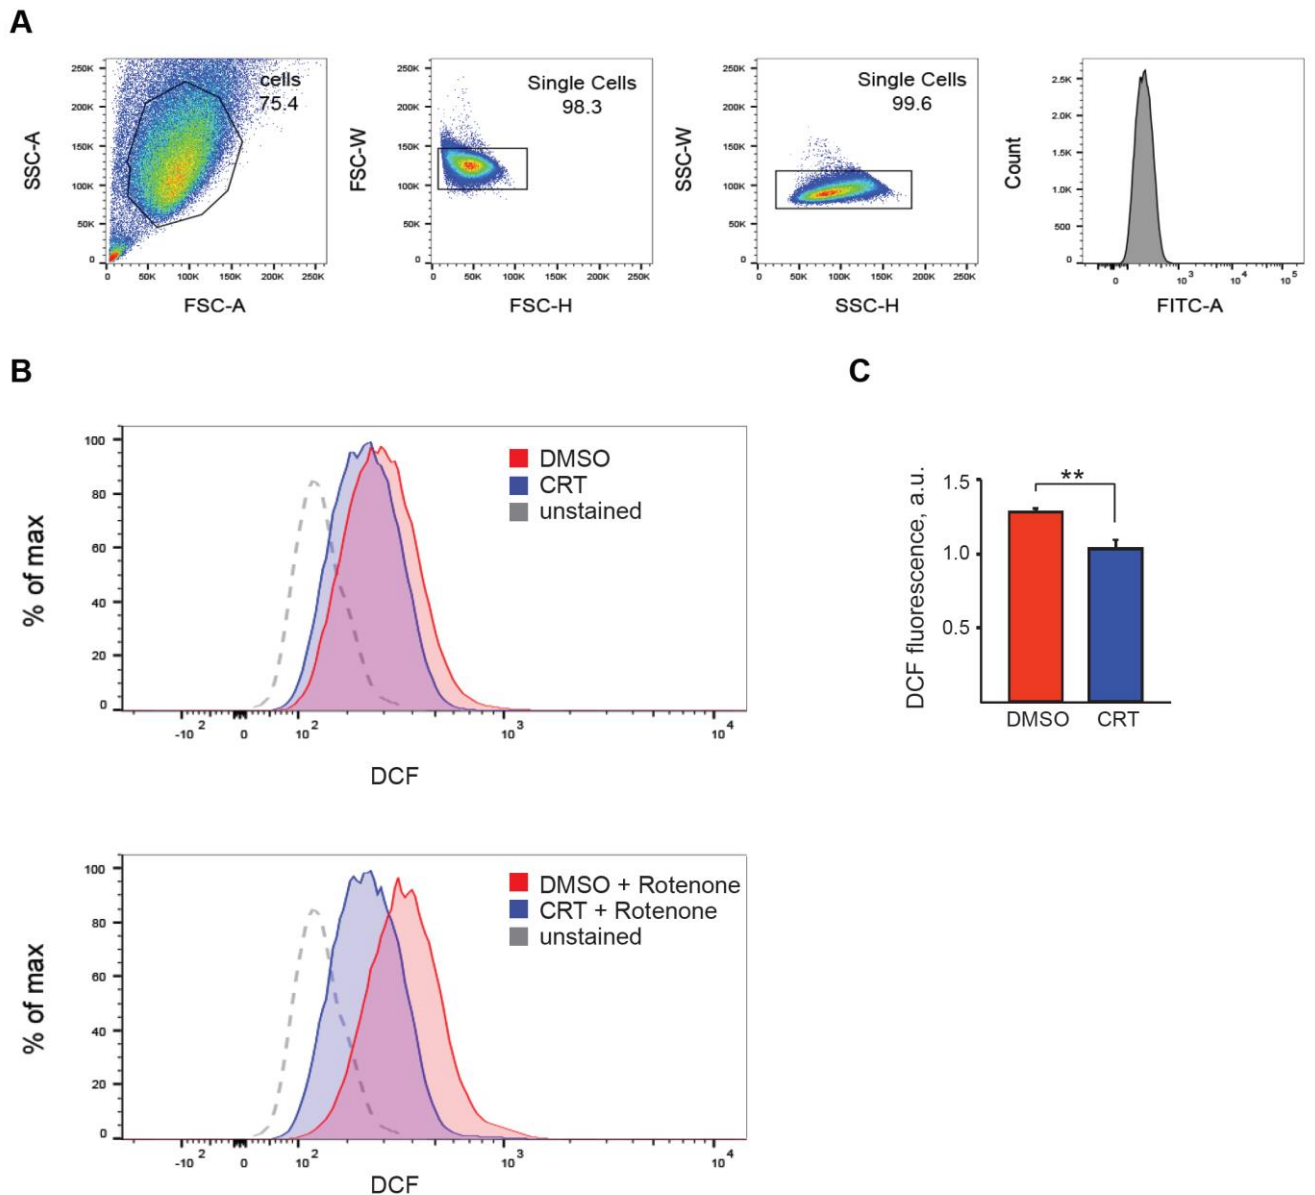 A
cells
75.4
250K
200K
150K
100K
50K
0
SSC-A
0 50K 100K 150K 200K 250K
FSC-A
Single Cells
98.3
250K
200K
150K
100K
50K
0
FSC-W
0 50K 100K 150K 200K 250K
FSC-H
Single Cells
99.6
250K
200K
150K
100K
50K
0
SSC-W
0 50K 100K 150K 200K 250K
SSC-H
2.5K
2.0K
1.5K
1.0K
500
0
Count
0 10^3 10^4 10^5
FITC-A
B
100
80
60
40
20
0
% of max
DMSO
CRT
unstained
-10^2 0 10^2 10^3 10^4
DCF
C
1.5
1.0
0.5
DCF fluorescence, a.u.
**
DMSO CRT
100
80
60
40
20
0
% of max
DMSO + Rotenone
CRT + Rotenone
unstained
-10^2 0 10^2 10^3 10^4
DCF